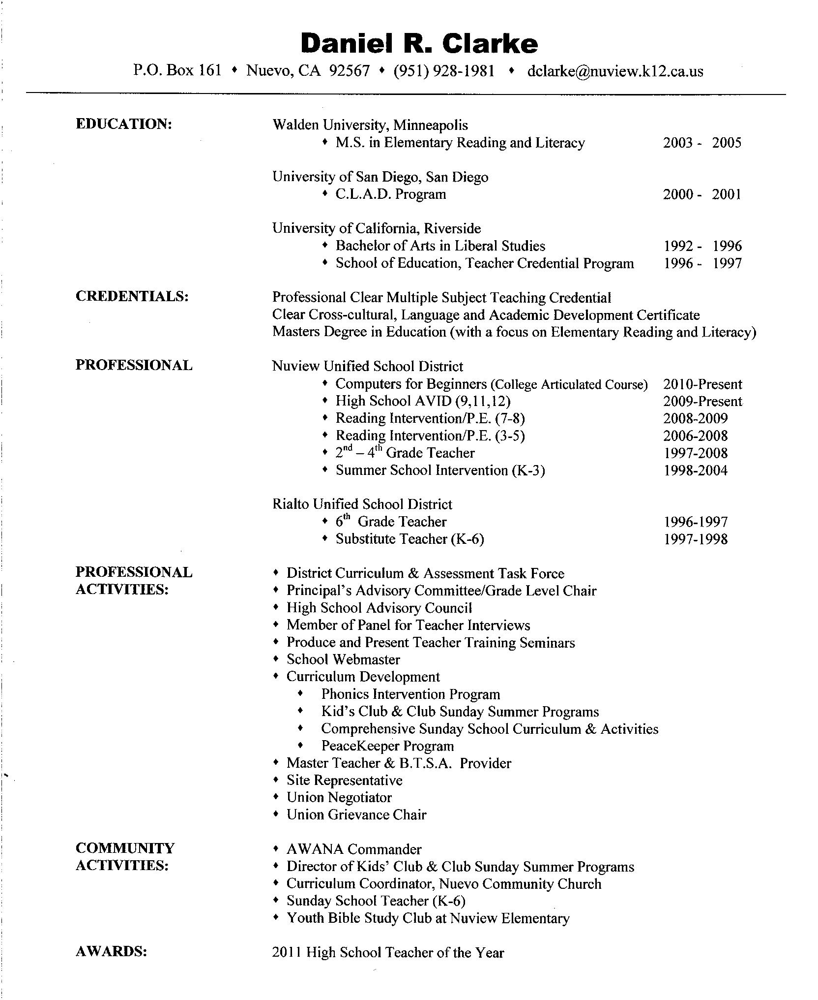 Daniel R. Clarke
P.O. Box 161 ♦ Nuevo, CA 92567 ♦ (951) 928-1981 ♦ dclarke@nuview.k12.ca.us
EDUCATION: Walden University, Minneapolis
♦ M.S. in Elementary Reading and Literacy 2003 - 2005
University of San Diego, San Diego
♦ C.L.A.D. Program 2000 - 2001
University of California, Riverside
♦ Bachelor of Arts in Liberal Studies 1992 - 1996
♦ School of Education, Teacher Credential Program 1996 - 1997
CREDENTIALS: Professional Clear Multiple Subject Teaching Credential
Clear Cross-cultural, Language and Academic Development Certificate
Masters Degree in Education (with a focus on Elementary Reading and Literacy)
PROFESSIONAL Nuview Unified School District
♦ Computers for Beginners (College Articulated Course) 2010-Present
♦ High School AVID (9,11,12) 2009-Present
♦ Reading Intervention/P.E. (7-8) 2008-2009
♦ Reading Intervention/P.E. (3-5) 2006-2008
♦ 2nd – 4th Grade Teacher 1997-2008
♦ Summer School Intervention (K-3) 1998-2004
Rialto Unified School District
♦ 6th Grade Teacher 1996-1997
♦ Substitute Teacher (K-6) 1997-1998
PROFESSIONAL ♦ District Curriculum & Assessment Task Force
ACTIVITIES: ♦ Principal's Advisory Committee/Grade Level Chair
♦ High School Advisory Council
♦ Member of Panel for Teacher Interviews
♦ Produce and Present Teacher Training Seminars
♦ School Webmaster
♦ Curriculum Development
♦ Phonics Intervention Program
♦ Kid's Club & Club Sunday Summer Programs
♦ Comprehensive Sunday School Curriculum & Activities
♦ PeaceKeeper Program
♦ Master Teacher & B.T.S.A. Provider
♦ Site Representative
♦ Union Negotiator
♦ Union Grievance Chair
COMMUNITY ♦ AWANA Commander
ACTIVITIES: ♦ Director of Kids' Club & Club Sunday Summer Programs
♦ Curriculum Coordinator, Nuevo Community Church
♦ Sunday School Teacher (K-6)
♦ Youth Bible Study Club at Nuview Elementary
AWARDS: 2011 High School Teacher of the Year